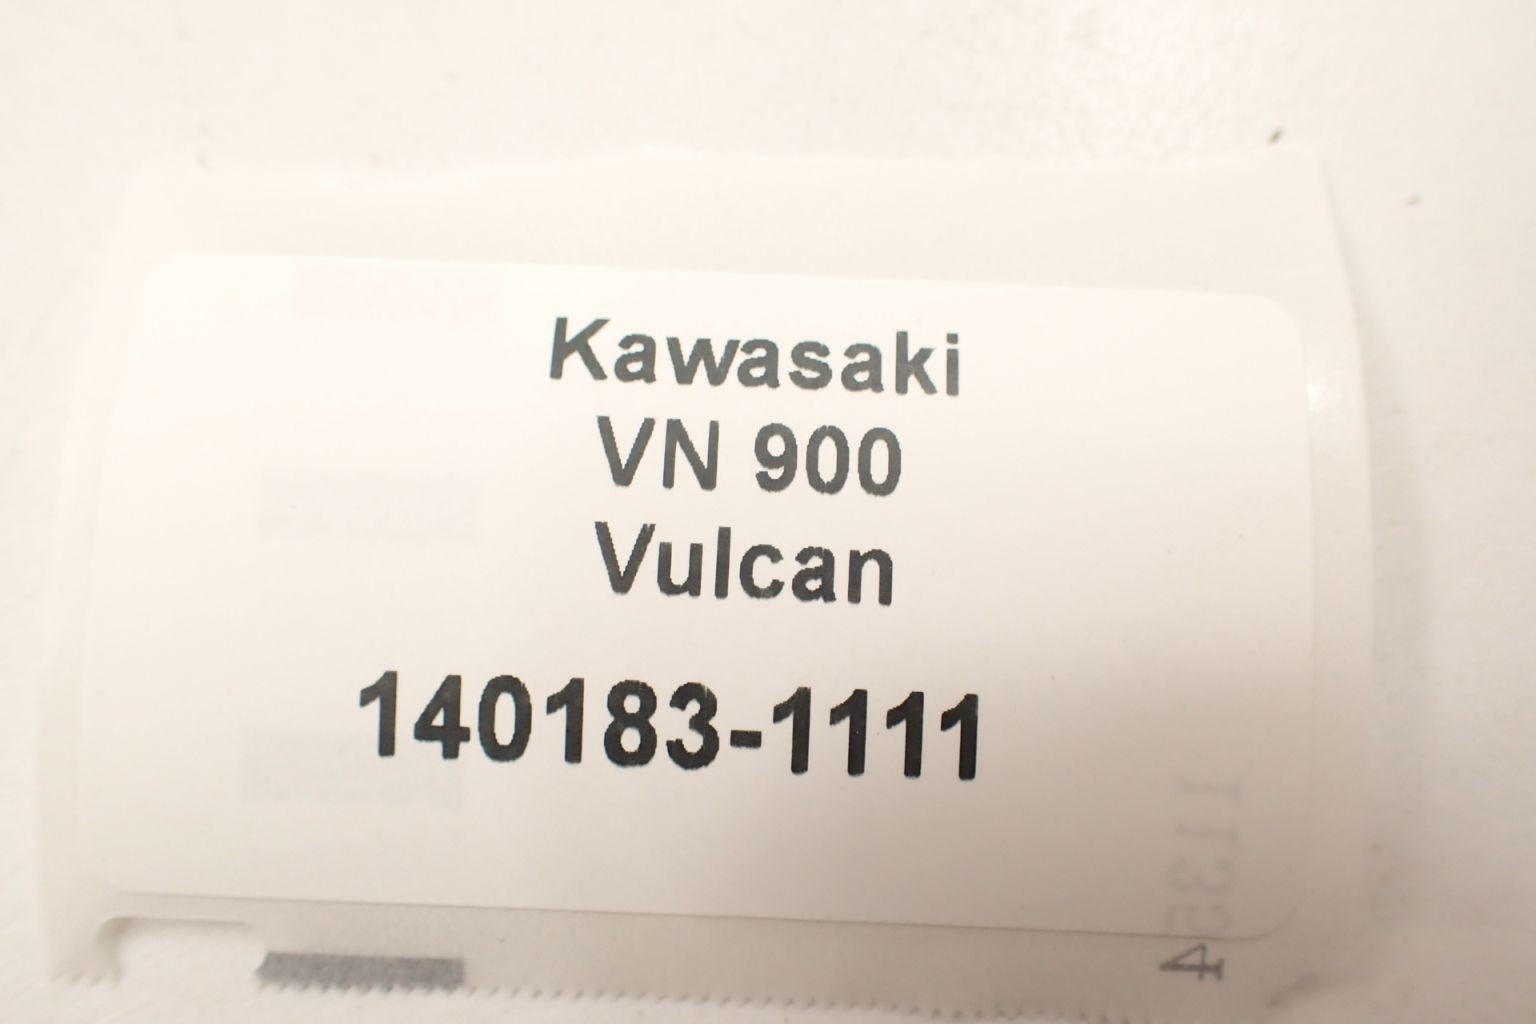 Kawasaki
VN 900
Vulcan
140183-1111